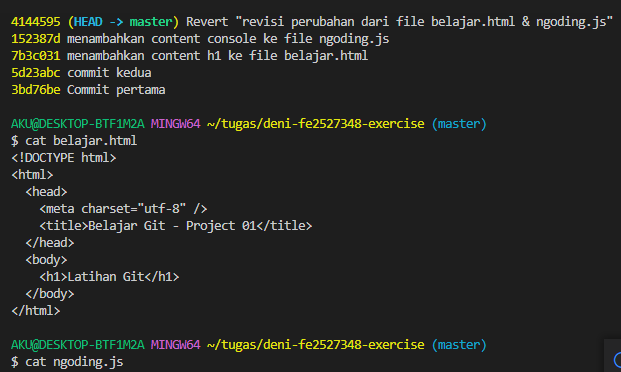 4144595 (HEAD -> master) Revert "revisi perubahan dari file belajar.html & ngoding.js"
152387d menambahkan content console ke file ngoding.js
7b3c031 menambahkan content h1 ke file belajar.html
5d23abc commit kedua
3bd76be Commit pertama
AKU@DESKTOP-BTF1M2A MINGW64 ~/tugas/deni-fe2527348-exercise (master)
$ cat belajar.html
<!DOCTYPE html>
<html>
  <head>
    <meta charset="utf-8" />
    <title>Belajar Git - Project 01</title>
  </head>
  <body>
    <h1>Latihan Git</h1>
  </body>
</html>
AKU@DESKTOP-BTF1M2A MINGW64 ~/tugas/deni-fe2527348-exercise (master)
$ cat ngoding.js